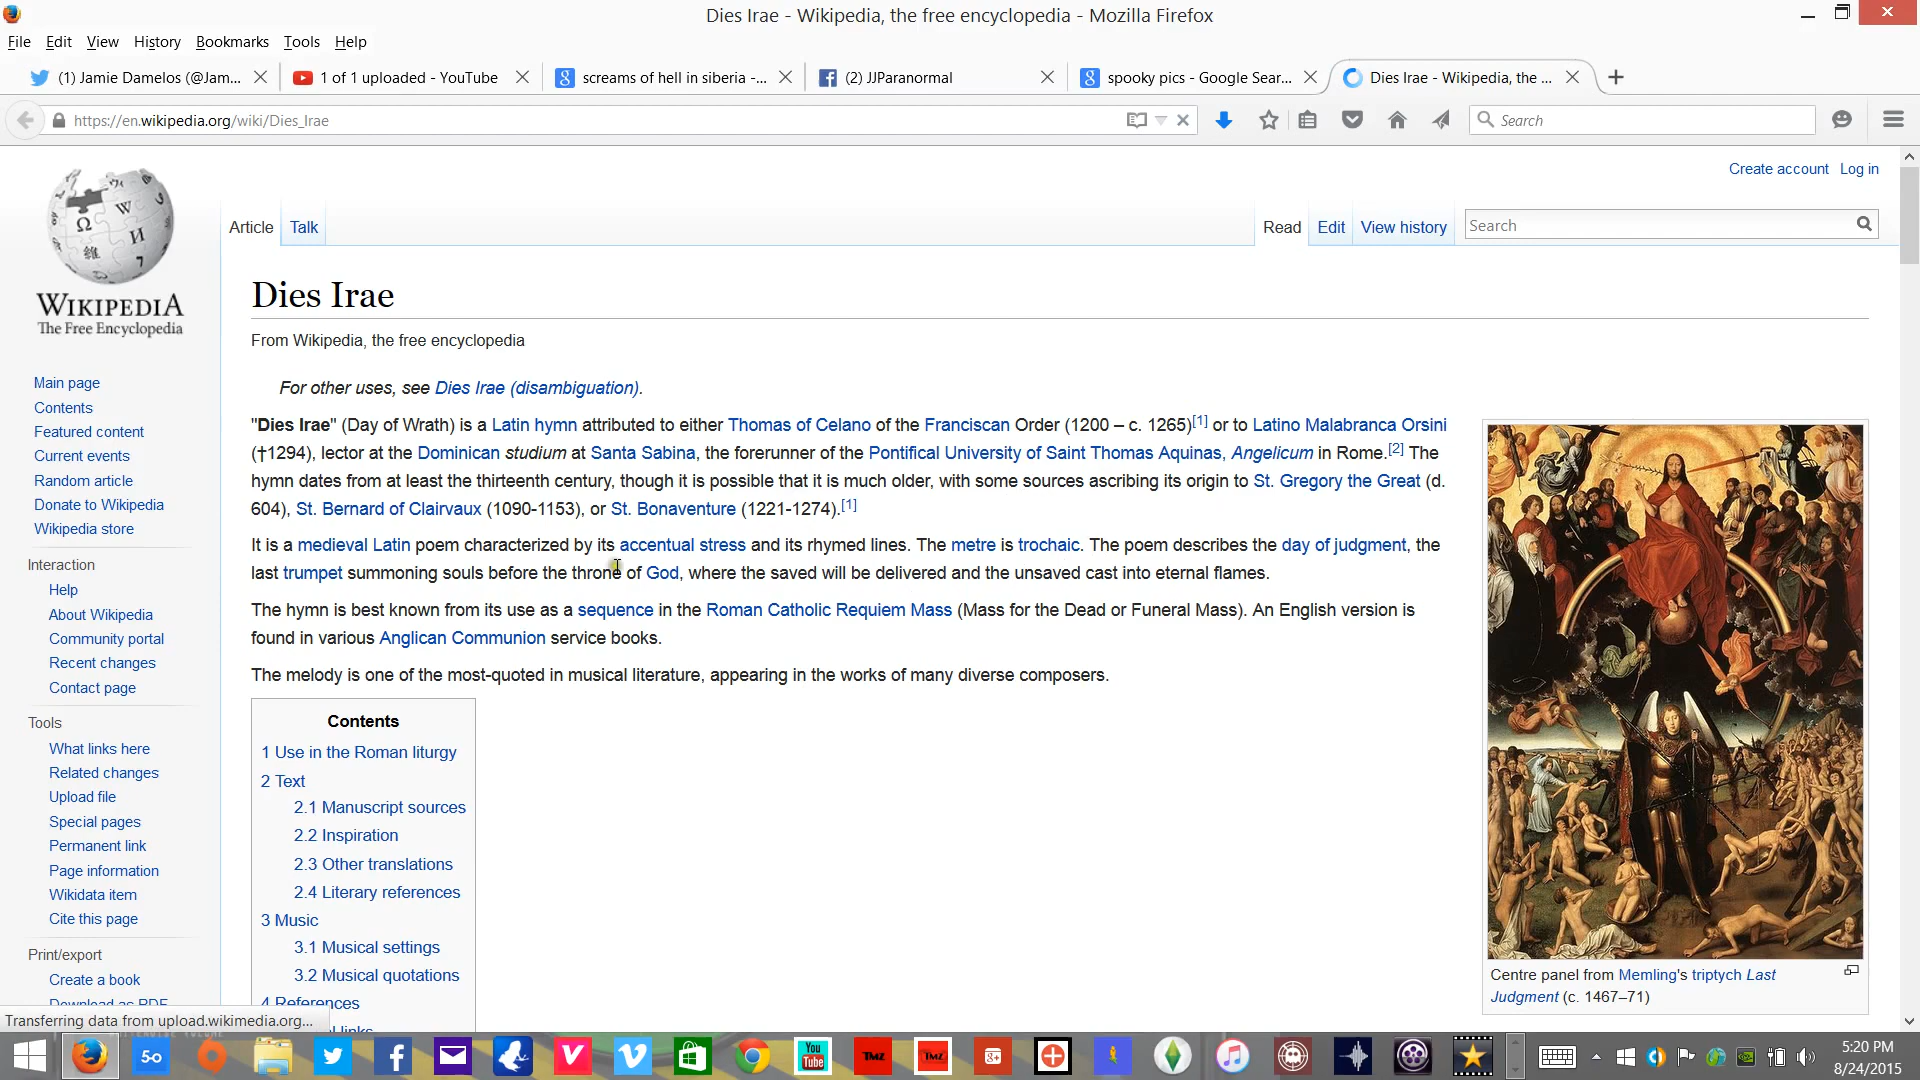 Dies Irae - Wikipedia, the free encyclopedia - Mozilla Firefox
File Edit View History Bookmarks Tools Help
(1) Jamie Damelos (@Jam... 1 of 1 uploaded - YouTube screams of hell in siberia -... (2) JJParanormal spooky pics - Google Sear... Dies Irae - Wikipedia, the ...
https://en.wikipedia.org/wiki/Dies_Irae Search
Create account Log in
Article Talk Read Edit View history Search
WIKIPEDIA
The Free Encyclopedia
Main page
Contents
Featured content
Current events
Random article
Donate to Wikipedia
Wikipedia store
Interaction
Help
About Wikipedia
Community portal
Recent changes
Contact page
Tools
What links here
Related changes
Upload file
Special pages
Permanent link
Page information
Wikidata item
Cite this page
Print/export
Create a book
Download as PDF
Dies Irae
From Wikipedia, the free encyclopedia
For other uses, see Dies Irae (disambiguation).
"Dies Irae" (Day of Wrath) is a Latin hymn attributed to either Thomas of Celano of the Franciscan Order (1200 – c. 1265)[1] or to Latino Malabranca Orsini
(†1294), lector at the Dominican studium at Santa Sabina, the forerunner of the Pontifical University of Saint Thomas Aquinas, Angelicum in Rome.[2] The
hymn dates from at least the thirteenth century, though it is possible that it is much older, with some sources ascribing its origin to St. Gregory the Great (d.
604), St. Bernard of Clairvaux (1090-1153), or St. Bonaventure (1221-1274).[1]
It is a medieval Latin poem characterized by its accentual stress and its rhymed lines. The metre is trochaic. The poem describes the day of judgment, the
last trumpet summoning souls before the throne of God, where the saved will be delivered and the unsaved cast into eternal flames.
The hymn is best known from its use as a sequence in the Roman Catholic Requiem Mass (Mass for the Dead or Funeral Mass). An English version is
found in various Anglican Communion service books.
The melody is one of the most-quoted in musical literature, appearing in the works of many diverse composers.
Contents
1 Use in the Roman liturgy
2 Text
2.1 Manuscript sources
2.2 Inspiration
2.3 Other translations
2.4 Literary references
3 Music
3.1 Musical settings
3.2 Musical quotations
4 References
Centre panel from Memling's triptych Last
Judgment (c. 1467–71)
Transferring data from upload.wikimedia.org...
5-0
You
Tube
TMZ
TMZ
5:20 PM
8/24/2015